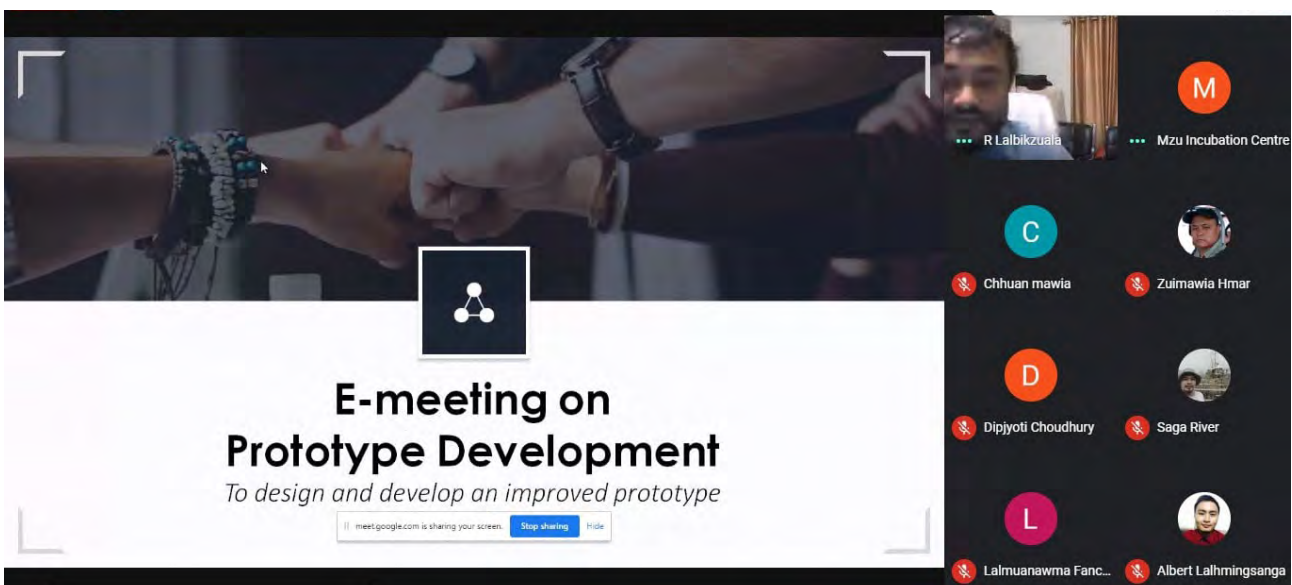 E-meeting on
Prototype Development
To design and develop an improved prototype
meet.google.com is sharing your screen. Stop sharing Hide
R Lalbikzuala
M
Mzu Incubation Centre
C
Chhuan mawia
Zuimawia Hmar
D
Dipjyoti Choudhury
Saga River
L
Lalmuanawma Fanc...
Albert Lalhmingsanga